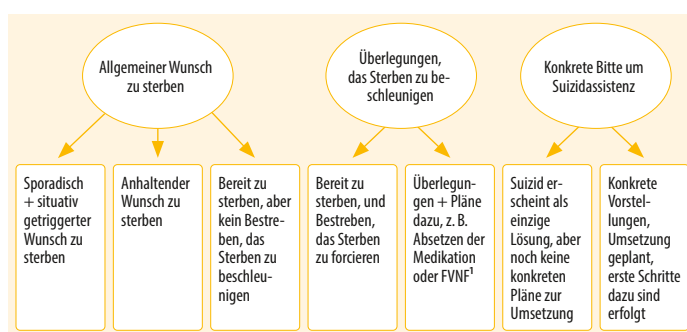 Allgemeiner Wunsch
zu sterben
Überlegungen,
das Sterben zu be-
schleunigen
Konkrete Bitte um
Suizidassistenz
Sporadisch
+ situativ
getriggerter
Wunsch zu
sterben
Anhaltender
Wunsch zu
sterben
Bereit zu
sterben, aber
kein Bestre-
ben, das
Sterben zu
beschleu-
nigen
Bereit zu
sterben, und
Bestreben,
das Sterben
zu forcieren
Überlegun-
gen + Pläne
dazu, z. B.
Absetzen der
Medikation
oder FVNF¹
Suizid er-
scheint als
einzige
Lösung, aber
noch keine
konkreten
Pläne zur
Umsetzung
Konkrete
Vorstel-
lungen,
Umsetzung
geplant,
erste Schritte
dazu sind
erfolgt